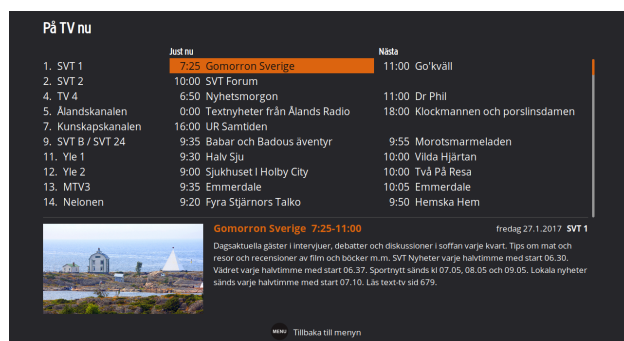 På TV nu
Just nu Nästa
1. SVT 1 7:25 Gomorron Sverige 11:00 Go'kväll
2. SVT 2 10:00 SVT Forum
4. TV 4 6:50 Nyhetsmorgon 11:00 Dr Phil
5. Ålandskanalen 0:00 Textnyheter från Ålands Radio 18:00 Klockmannen och porslinsdamen
7. Kunskapskanalen 16:00 UR Samtiden
9. SVT B / SVT 24 9:35 Babar och Badous äventyr 9:55 Morotsmarmeladen
11. Yle 1 9:30 Halv Sju 10:00 Vilda Hjärtan
12. Yle 2 9:00 Sjukhuset I Holby City 10:00 Två På Resa
13. MTV3 9:35 Emmerdale 10:05 Emmerdale
14. Nelonen 9:20 Fyra Stjärnors Talko 9:50 Hemska Hem
Gomorron Sverige 7:25-11:00 fredag 27.1.2017 SVT 1
Dagsaktuella gäster i intervjuer, debatter och diskussioner i soffan varje kvart. Tips om mat och
resor och recensioner av film och böcker m.m. SVT Nyheter varje halvtimme med start 06.30.
Vädret varje halvtimme med start 06.37. Sportnytt sänds kl 07.05, 08.05 och 09.05. Lokala nyheter
sänds varje halvtimme med start 07.10. Läs text-tv sid 679.
MENU Tillbaka till menyn